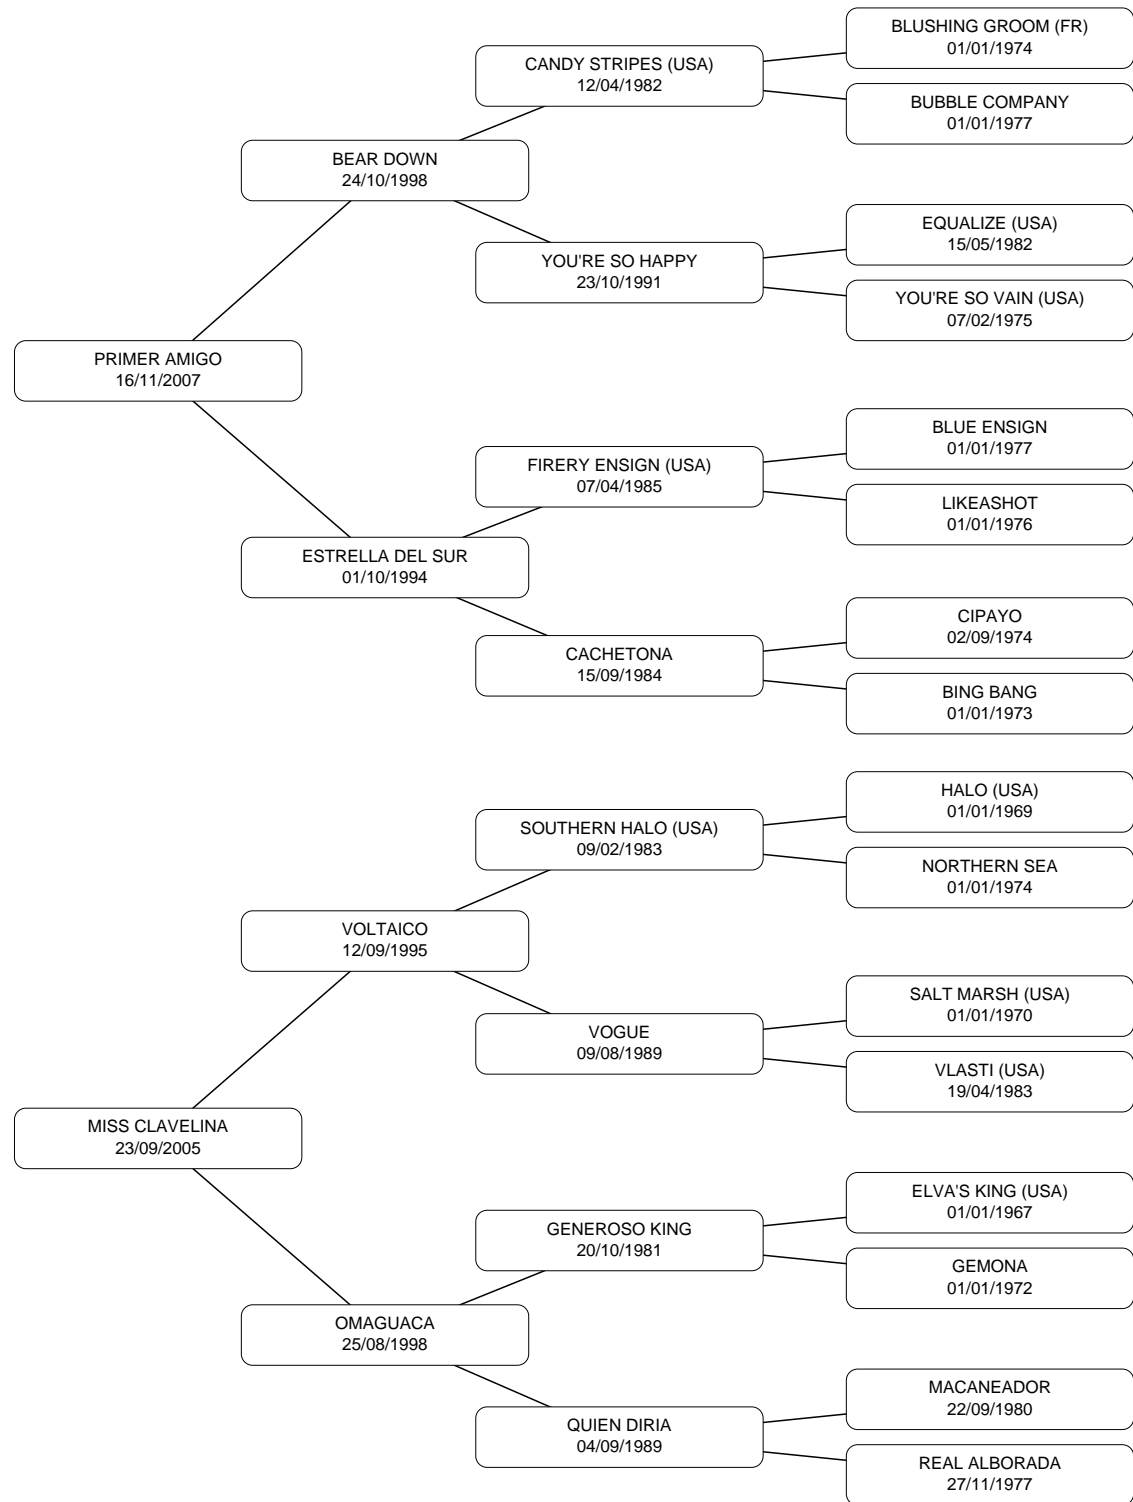 BLUSHING GROOM (FR)
01/01/1974
CANDY STRIPES (USA)
12/04/1982
BUBBLE COMPANY
01/01/1977
BEAR DOWN
24/10/1998
EQUALIZE (USA)
15/05/1982
YOU'RE SO HAPPY
23/10/1991
YOU'RE SO VAIN (USA)
07/02/1975
PRIMER AMIGO
16/11/2007
BLUE ENSIGN
01/01/1977
FIRERY ENSIGN (USA)
07/04/1985
LIKEASHOT
01/01/1976
ESTRELLA DEL SUR
01/10/1994
CIPAYO
02/09/1974
CACHETONA
15/09/1984
BING BANG
01/01/1973
HALO (USA)
01/01/1969
SOUTHERN HALO (USA)
09/02/1983
NORTHERN SEA
01/01/1974
VOLTAICO
12/09/1995
SALT MARSH (USA)
01/01/1970
VOGUE
09/08/1989
VLASTI (USA)
19/04/1983
MISS CLAVELINA
23/09/2005
ELVA'S KING (USA)
01/01/1967
GENEROSO KING
20/10/1981
GEMONA
01/01/1972
OMAGUACA
25/08/1998
MACANEADOR
22/09/1980
QUIEN DIRIA
04/09/1989
REAL ALBORADA
27/11/1977